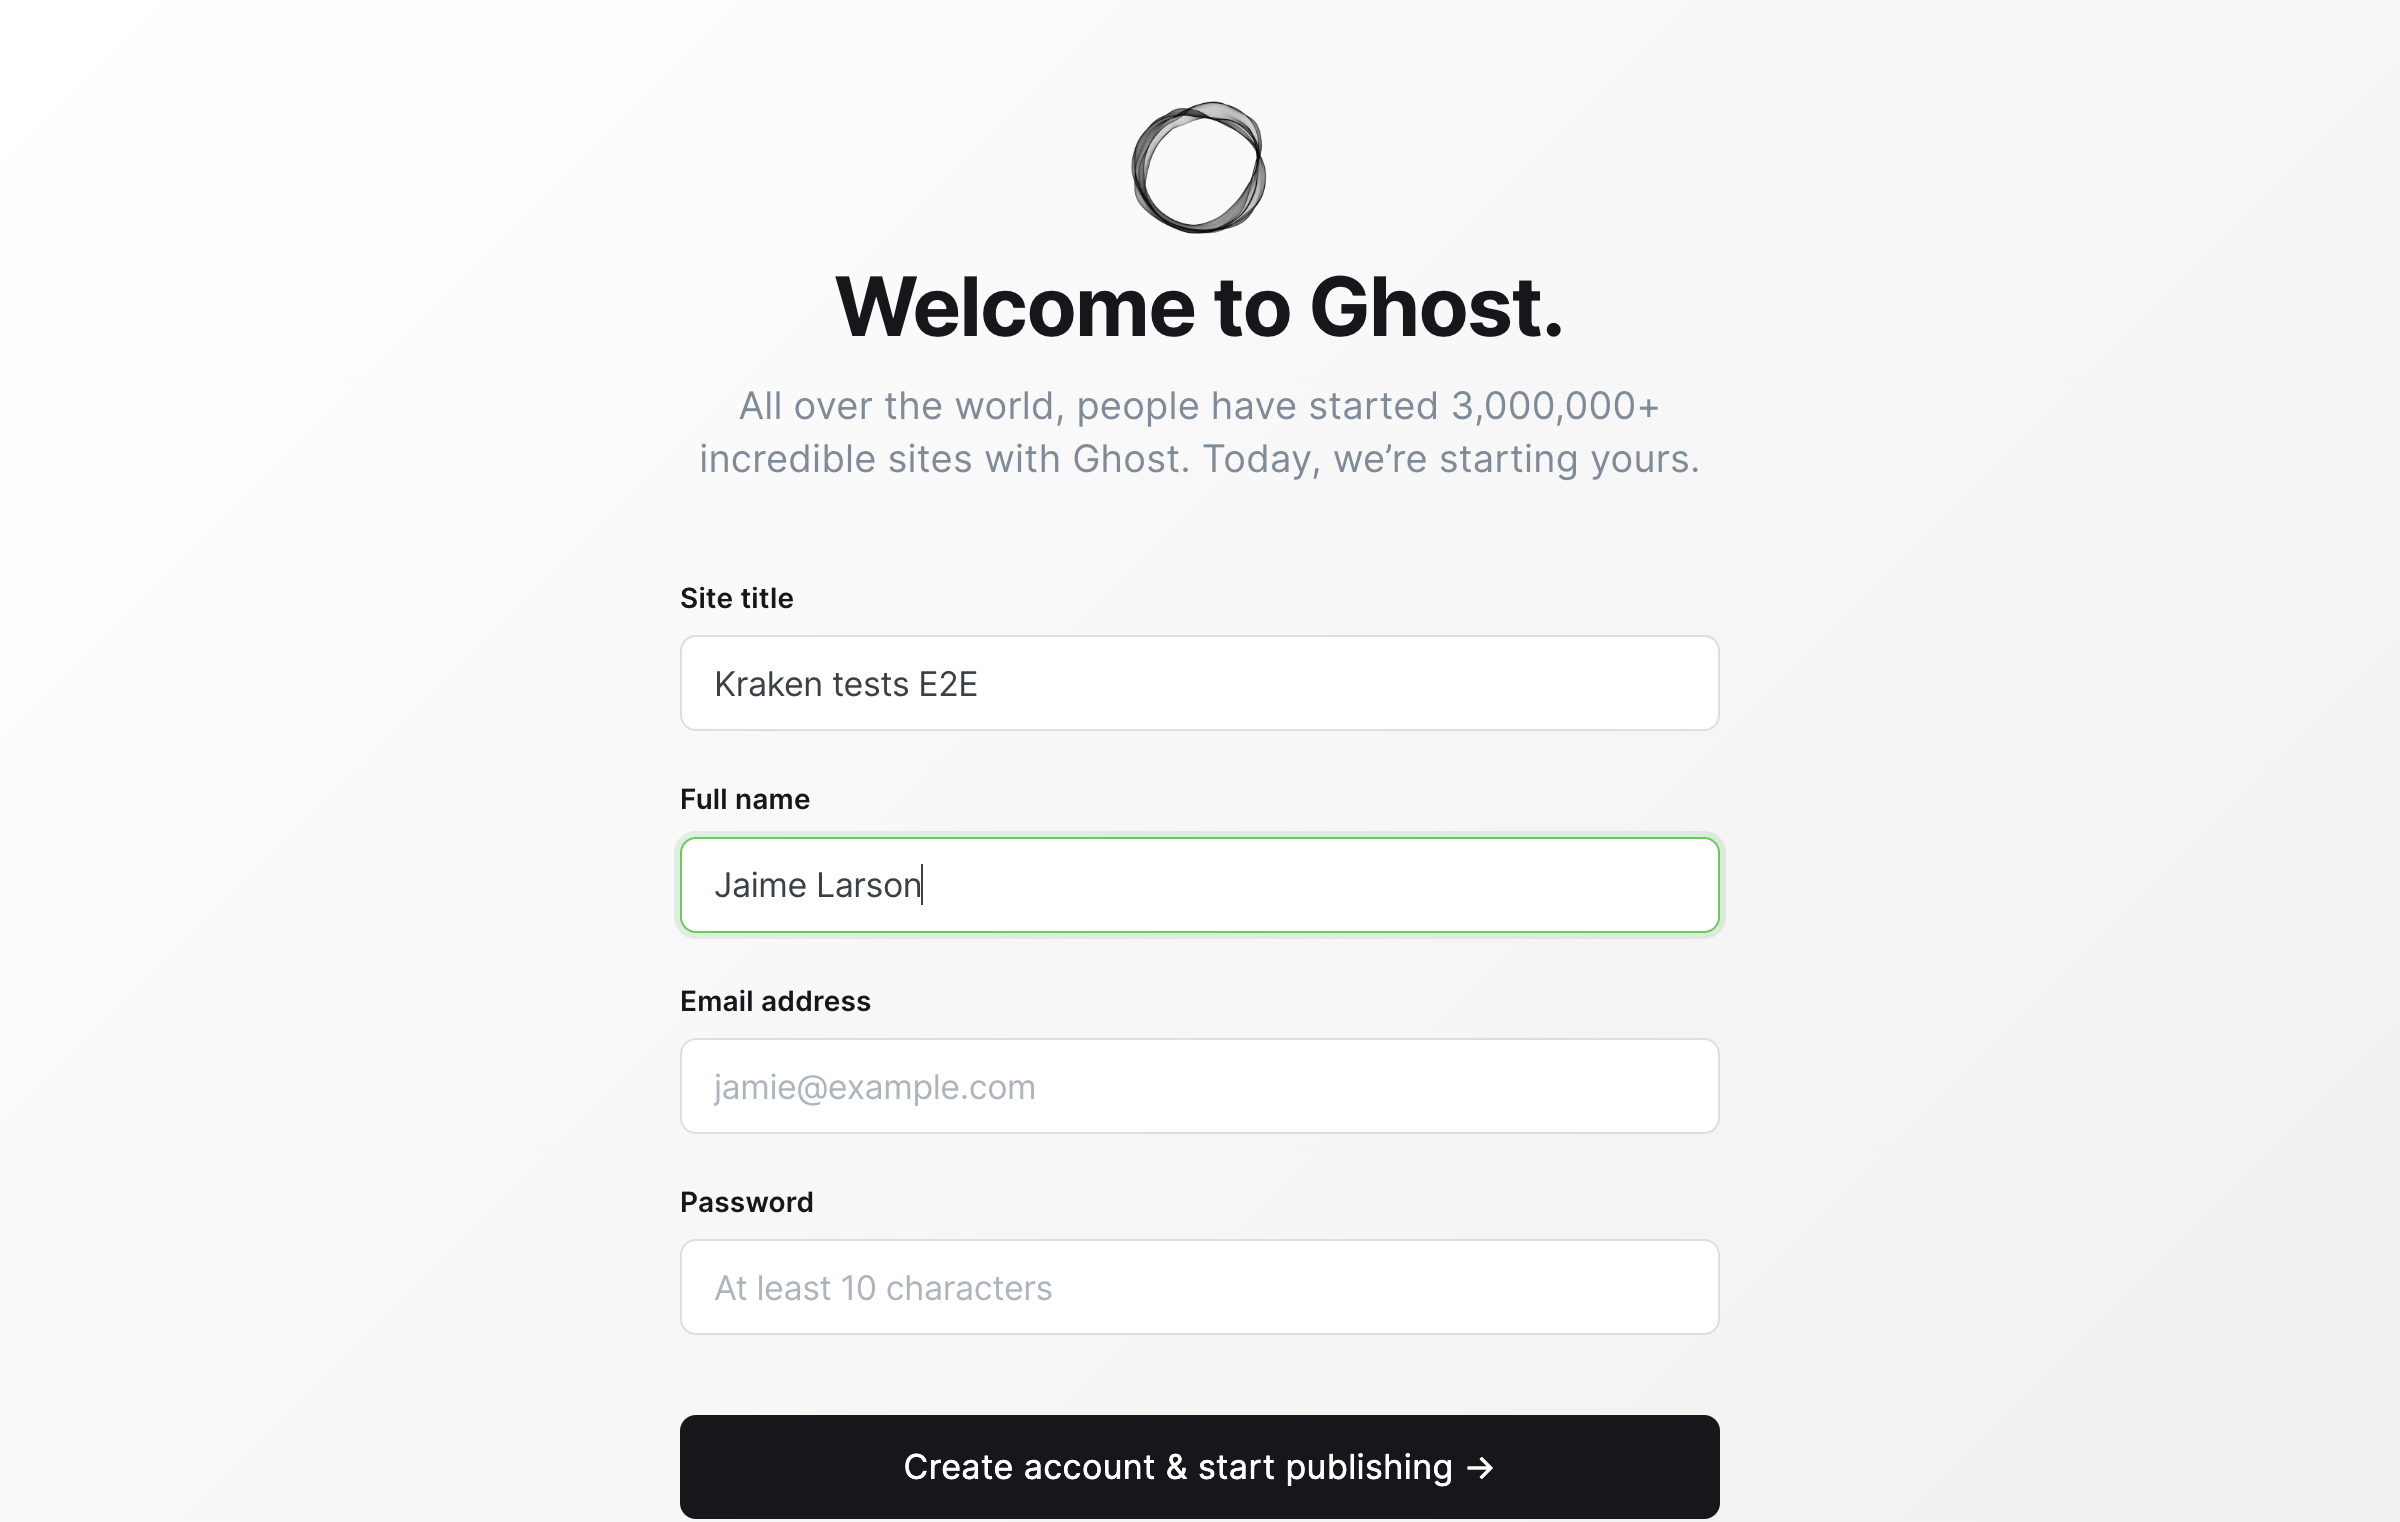 Welcome to Ghost.
All over the world, people have started 3,000,000+
incredible sites with Ghost. Today, we’re starting yours.
Site title
Kraken tests E2E
Full name
Jaime Larson
Email address
jamie@example.com
Password
At least 10 characters
Create account & start publishing →